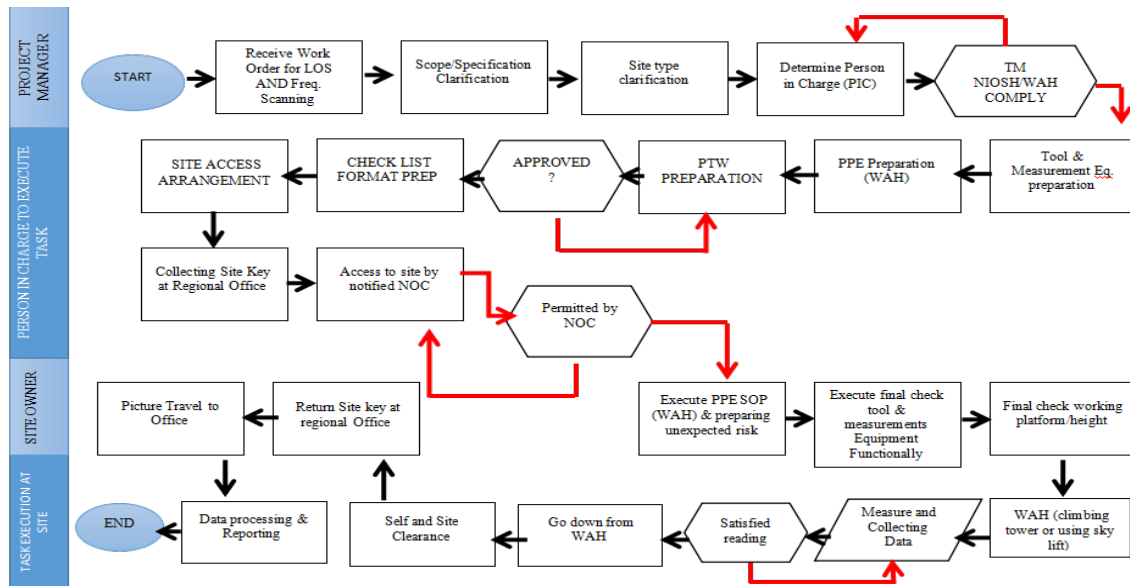 PROJECT
MANAGER
START
Receive Work
Order for LOS
AND Freq.
Scanning
Scope/Specification
Clarification
Site type
clarification
Determine Person
in Charge (PIC)
TM
NIOSH/WAH
COMPLY
PERSON IN CHARGE TO EXECUTE
TASK
SITE ACCESS
ARRANGEMENT
CHECK LIST
FORMAT PREP
APPROVED
?
PTW
PREPARATION
PPE Preparation
(WAH)
Tool &
Measurement Eq.
preparation
Collecting Site Key
at Regional Office
Access to site by
notified NOC
Permitted by
NOC
SITE OWNER
Picture Travel to
Office
Return Site key at
regional Office
Execute PPE SOP
(WAH) & preparing
unexpected risk
Execute final check
tool &
measurements
Equipment
Functionally
Final check working
platform/height
TASK EXECUTION AT
SITE
END
Data processing &
Reporting
Self and Site
Clearance
Go down from
WAH
Satisfied
reading
Measure and
Collecting
Data
WAH (climbing
tower or using sky
lift)